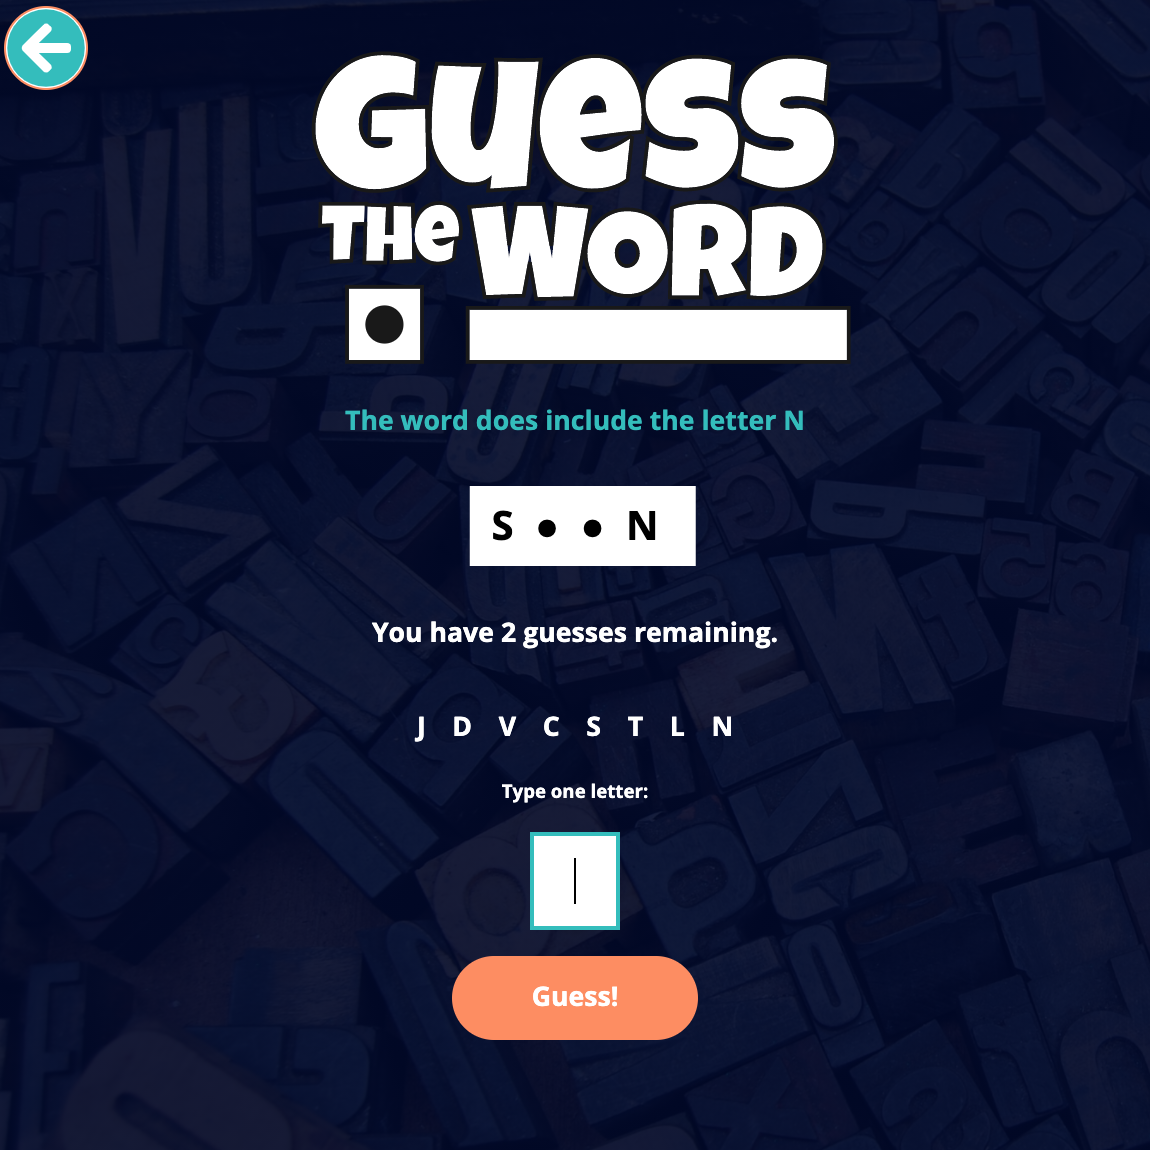 Guess
THE WORD
The word does include the letter N
S ● ● N
You have 2 guesses remaining.
J D V C S T L N
Type one letter:
Guess!